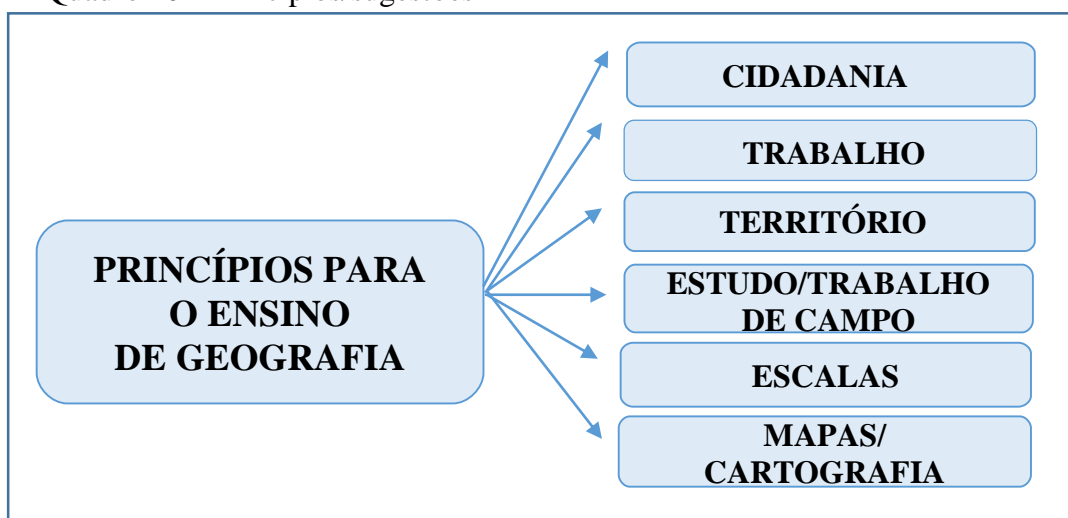 PRINCÍPIOS PARA
O ENSINO
DE GEOGRAFIA
CIDADANIA
TRABALHO
TERRITÓRIO
ESTUDO/TRABALHO
DE CAMPO
ESCALAS
MAPAS/
CARTOGRAFIA